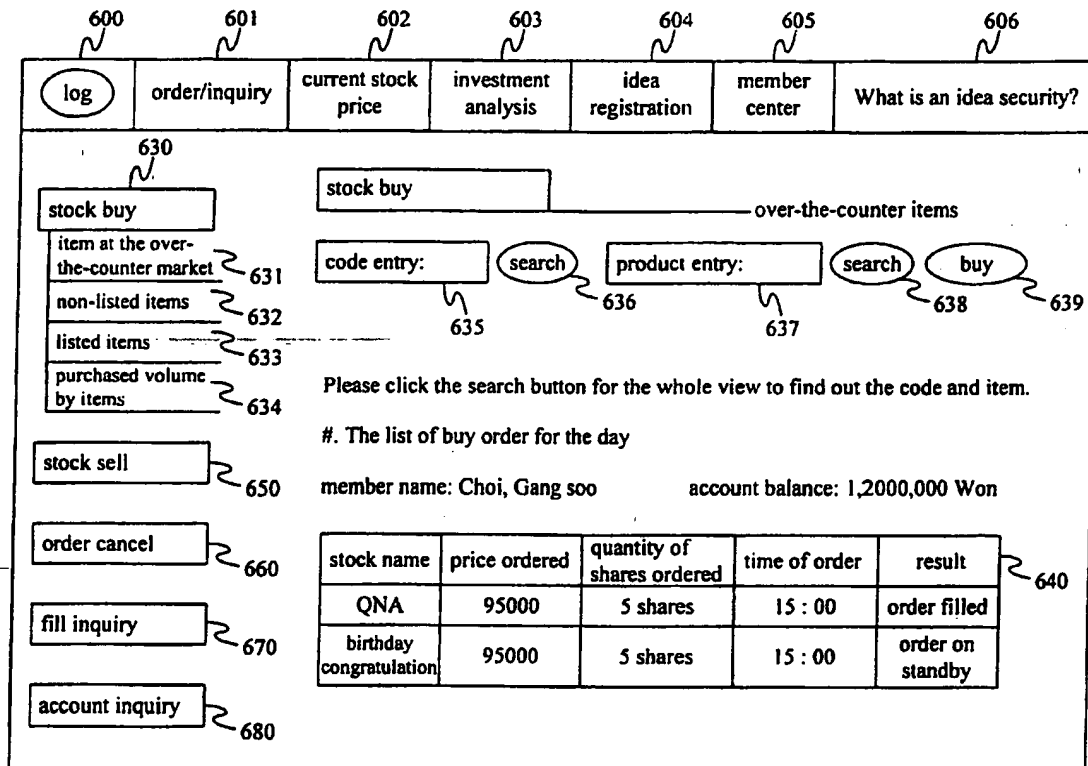 600 601 602 603 604 605 606
log order/inquiry current stock price investment analysis idea registration member center What is an idea security?
630
stock buy
item at the over-
the-counter market 631
non-listed items 632
listed items 633
purchased volume
by items 634
stock sell 650
order cancel 660
fill inquiry 670
account inquiry 680
stock buy
over-the-counter items
code entry: search product entry: search buy
635 636 637 638 639
Please click the search button for the whole view to find out the code and item.
#. The list of buy order for the day
member name: Choi, Gang soo account balance: 1,2000,000 Won
stock name price ordered quantity of shares ordered time of order result 640
QNA 95000 5 shares 15 : 00 order filled
birthday congratulation 95000 5 shares 15 : 00 order on standby